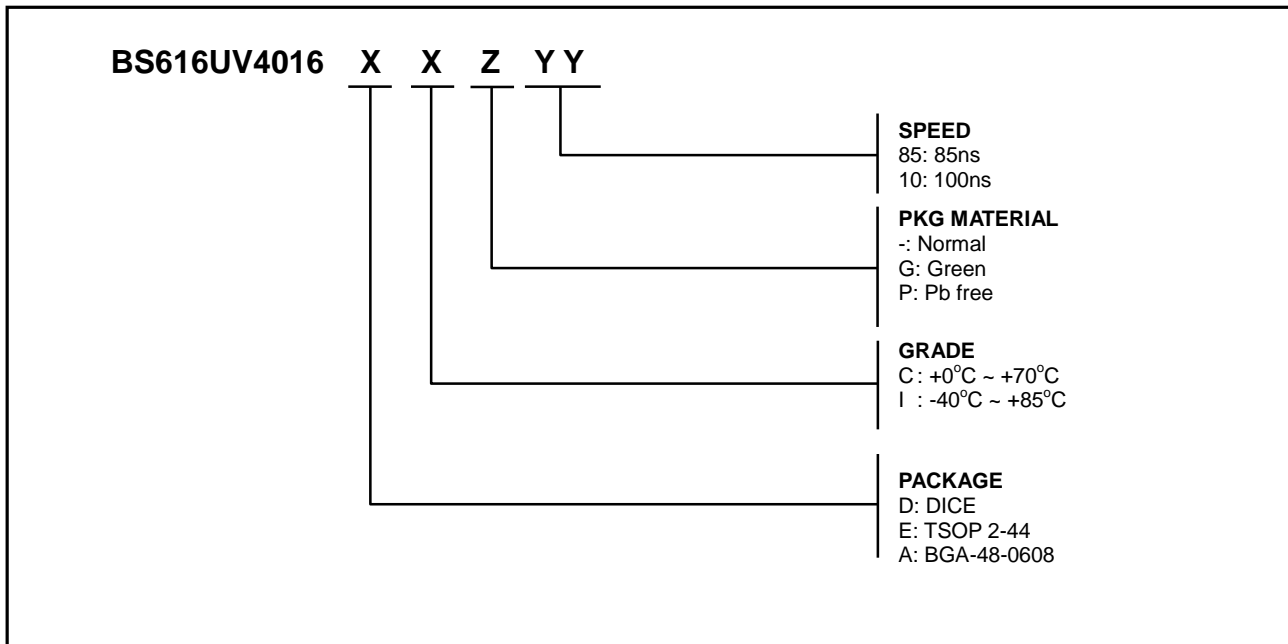 BS616UV4016 X X Z Y Y
SPEED
85: 85ns
10: 100ns
PKG MATERIAL
-: Normal
G: Green
P: Pb free
GRADE
C : +0°C ~ +70°C
I : -40°C ~ +85°C
PACKAGE
D: DICE
E: TSOP 2-44
A: BGA-48-0608